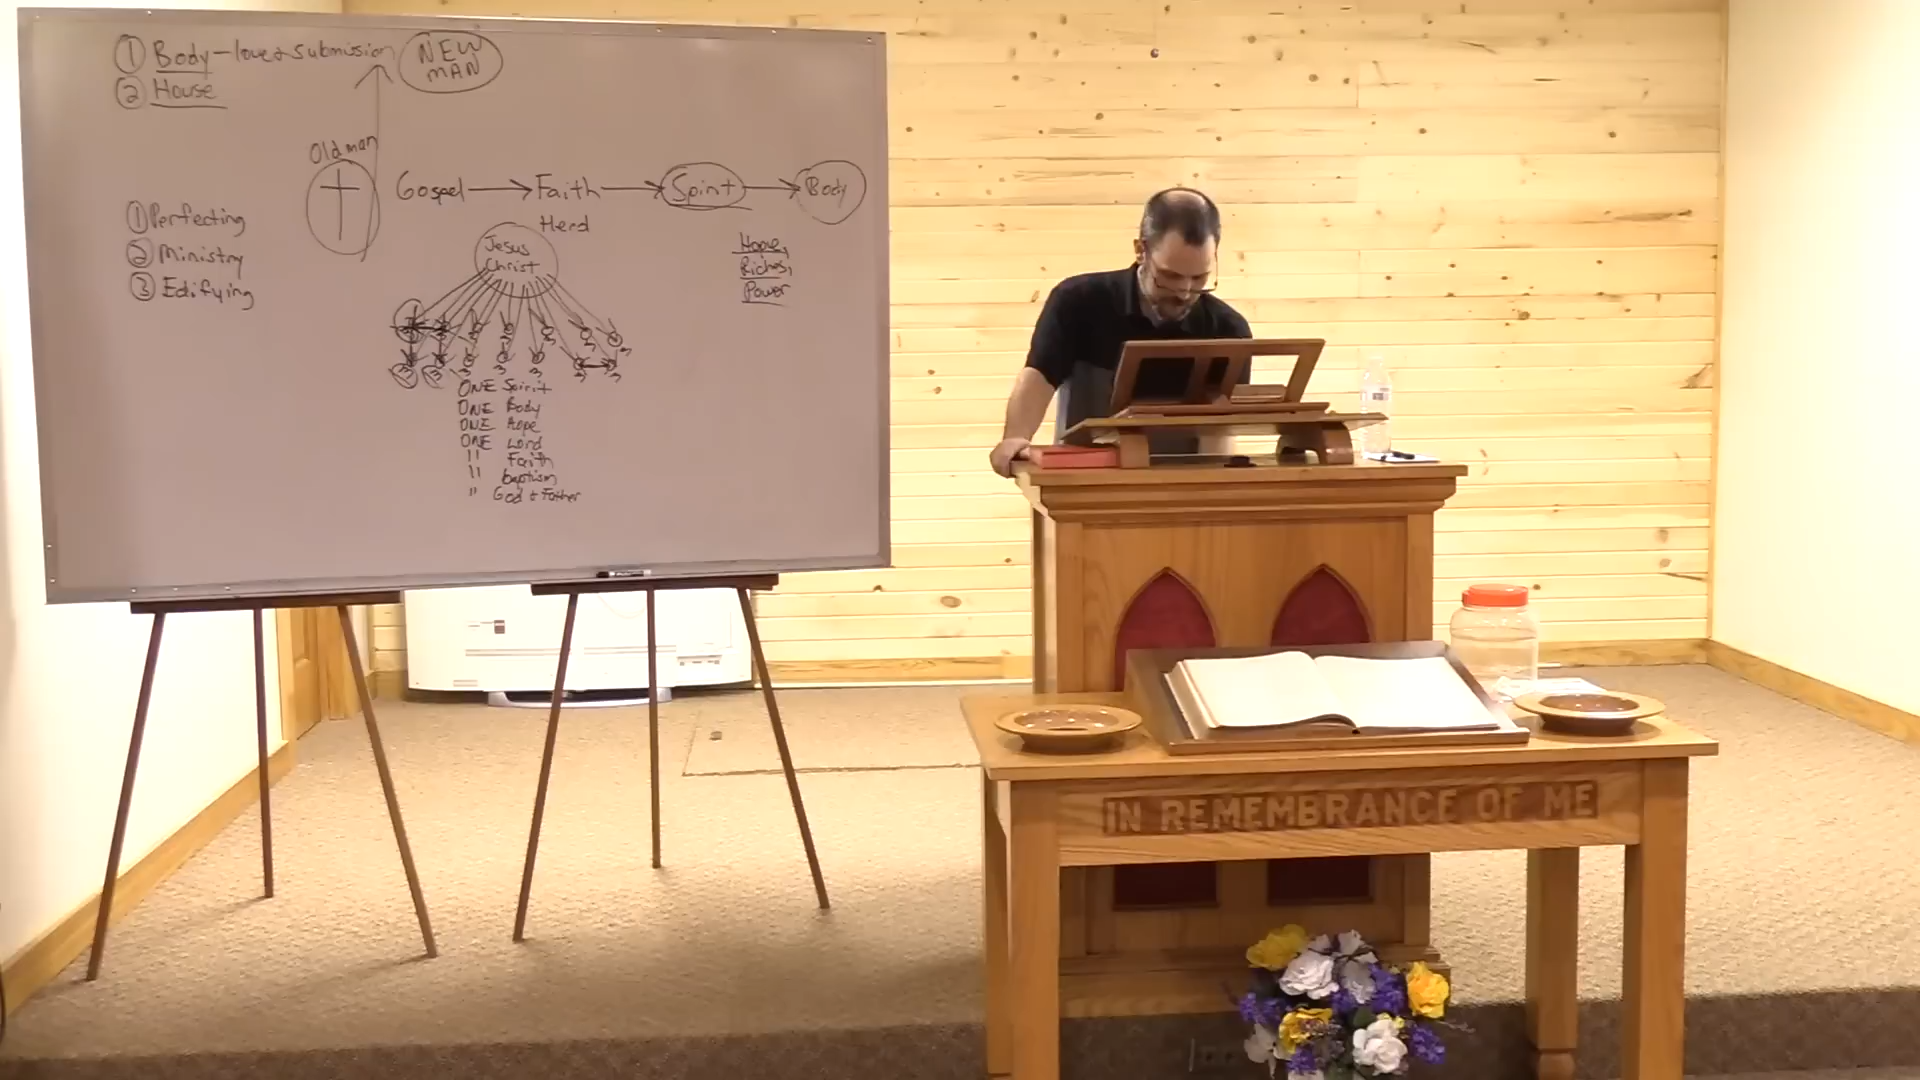 ① Body - love & submission
② House
NEW
MAN
Old man
Gospel → Faith → Spirit → Body
Head
Jesus
Christ
① Perfecting
② Ministry
③ Edifying
Hope,
Riches,
Power
ONE Spirit
ONE Body
ONE Hope
ONE Lord
" Faith
" baptism
" God & Father
IN REMEMBRANCE OF ME